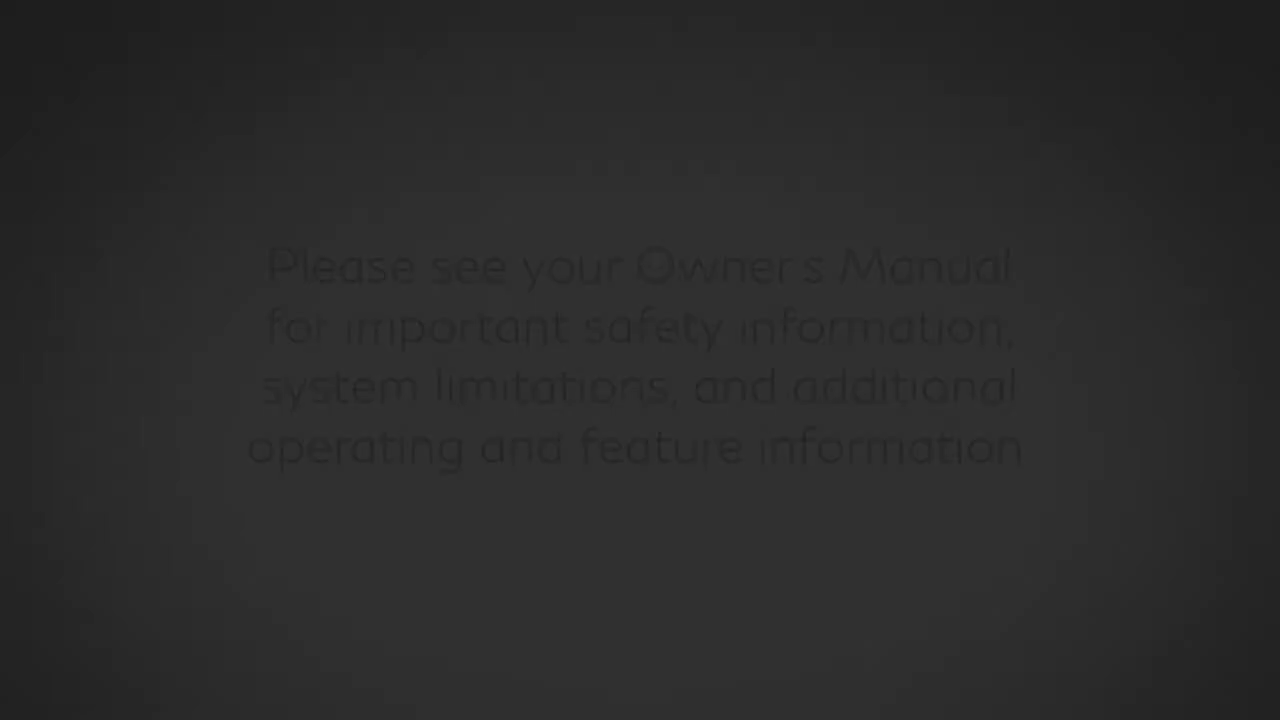 Please see your Owner's Manual
for important safety information,
system limitations, and additional
operating and feature information